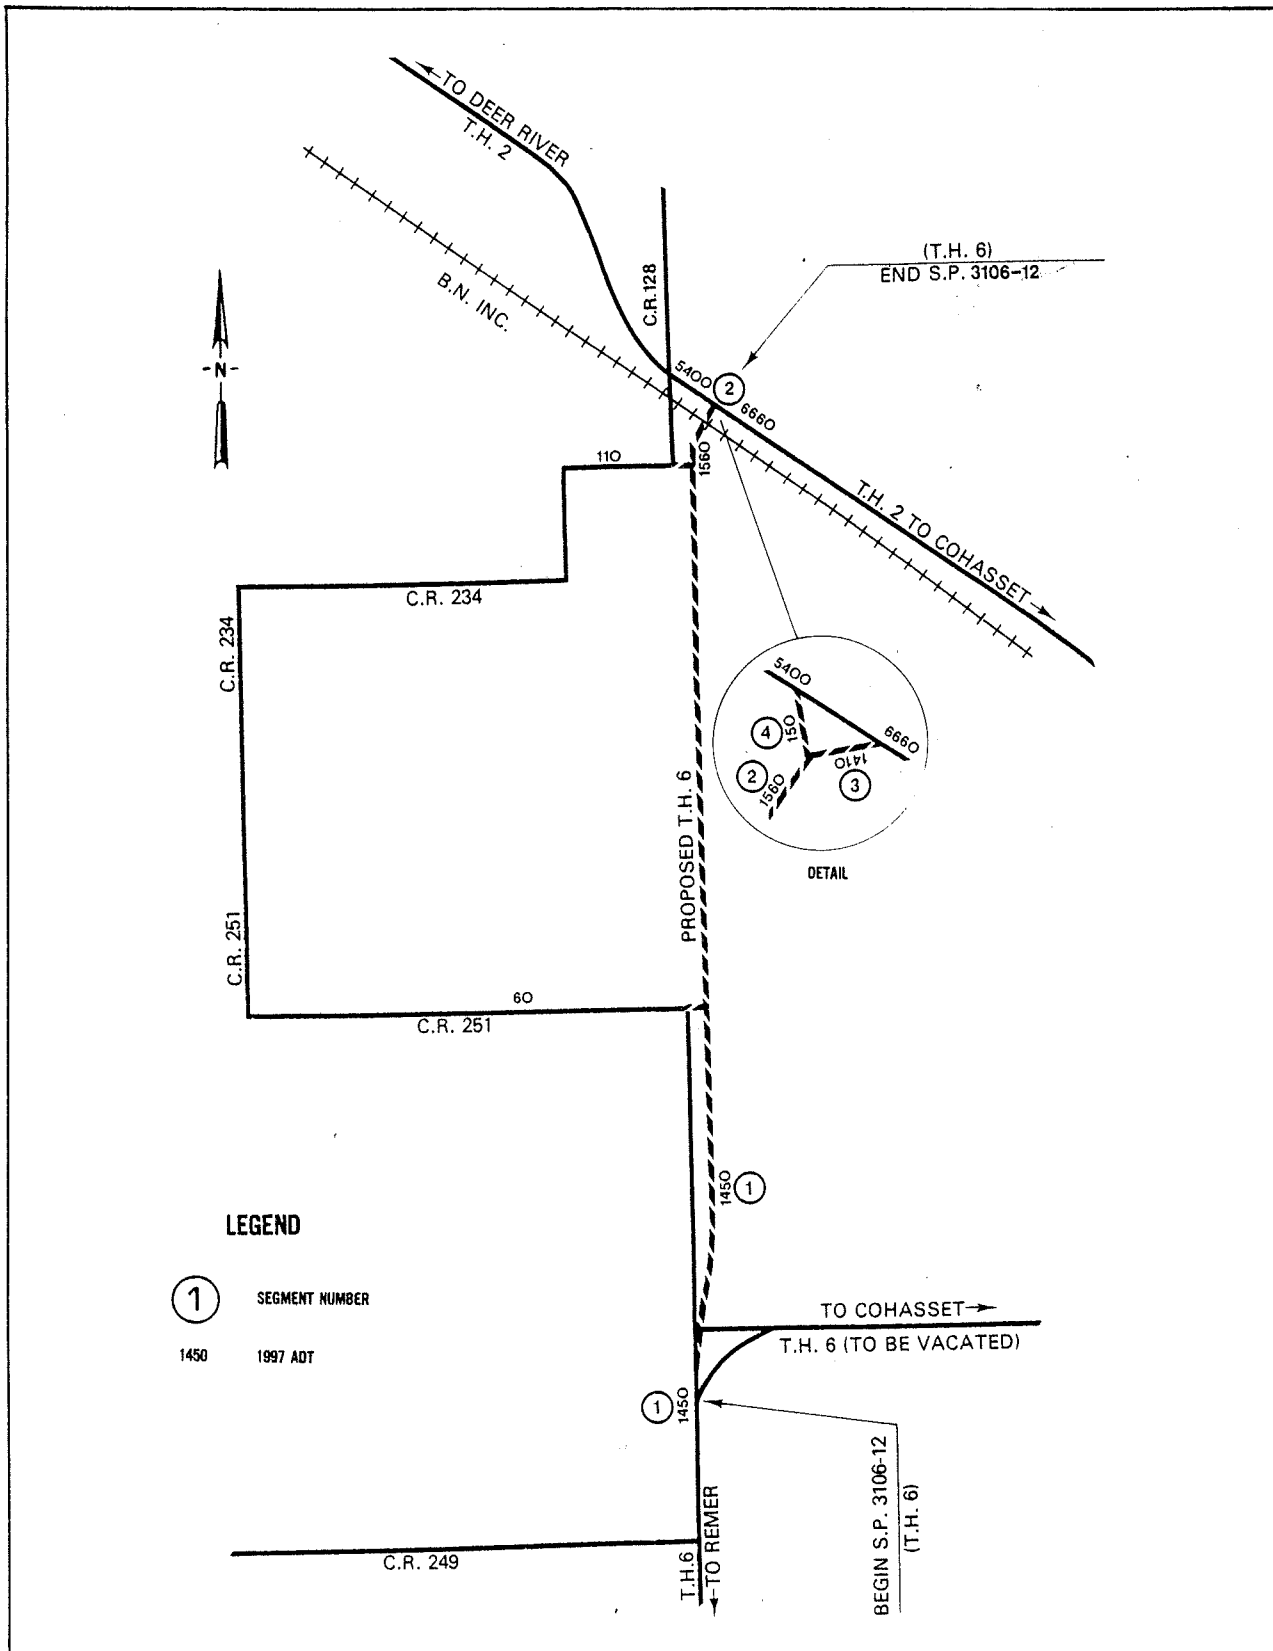 ←TO DEER RIVER
T.H. 2
B.N. INC.
C.R. 128
(T.H. 6)
END S.P. 3106-12
-N-
5400
2
6660
1560
110
T.H. 2 TO COHASSET→
C.R. 234
C.R. 234
5400
6660
4
150
1410
2
1560
3
DETAIL
PROPOSED T.H. 6
C.R. 251
60
C.R. 251
1450
1
LEGEND
1 SEGMENT NUMBER
1450 1997 ADT
TO COHASSET→
T.H. 6 (TO BE VACATED)
1
1450
BEGIN S.P. 3106-12
(T.H. 6)
C.R. 249
T.H.6
←TO REMER